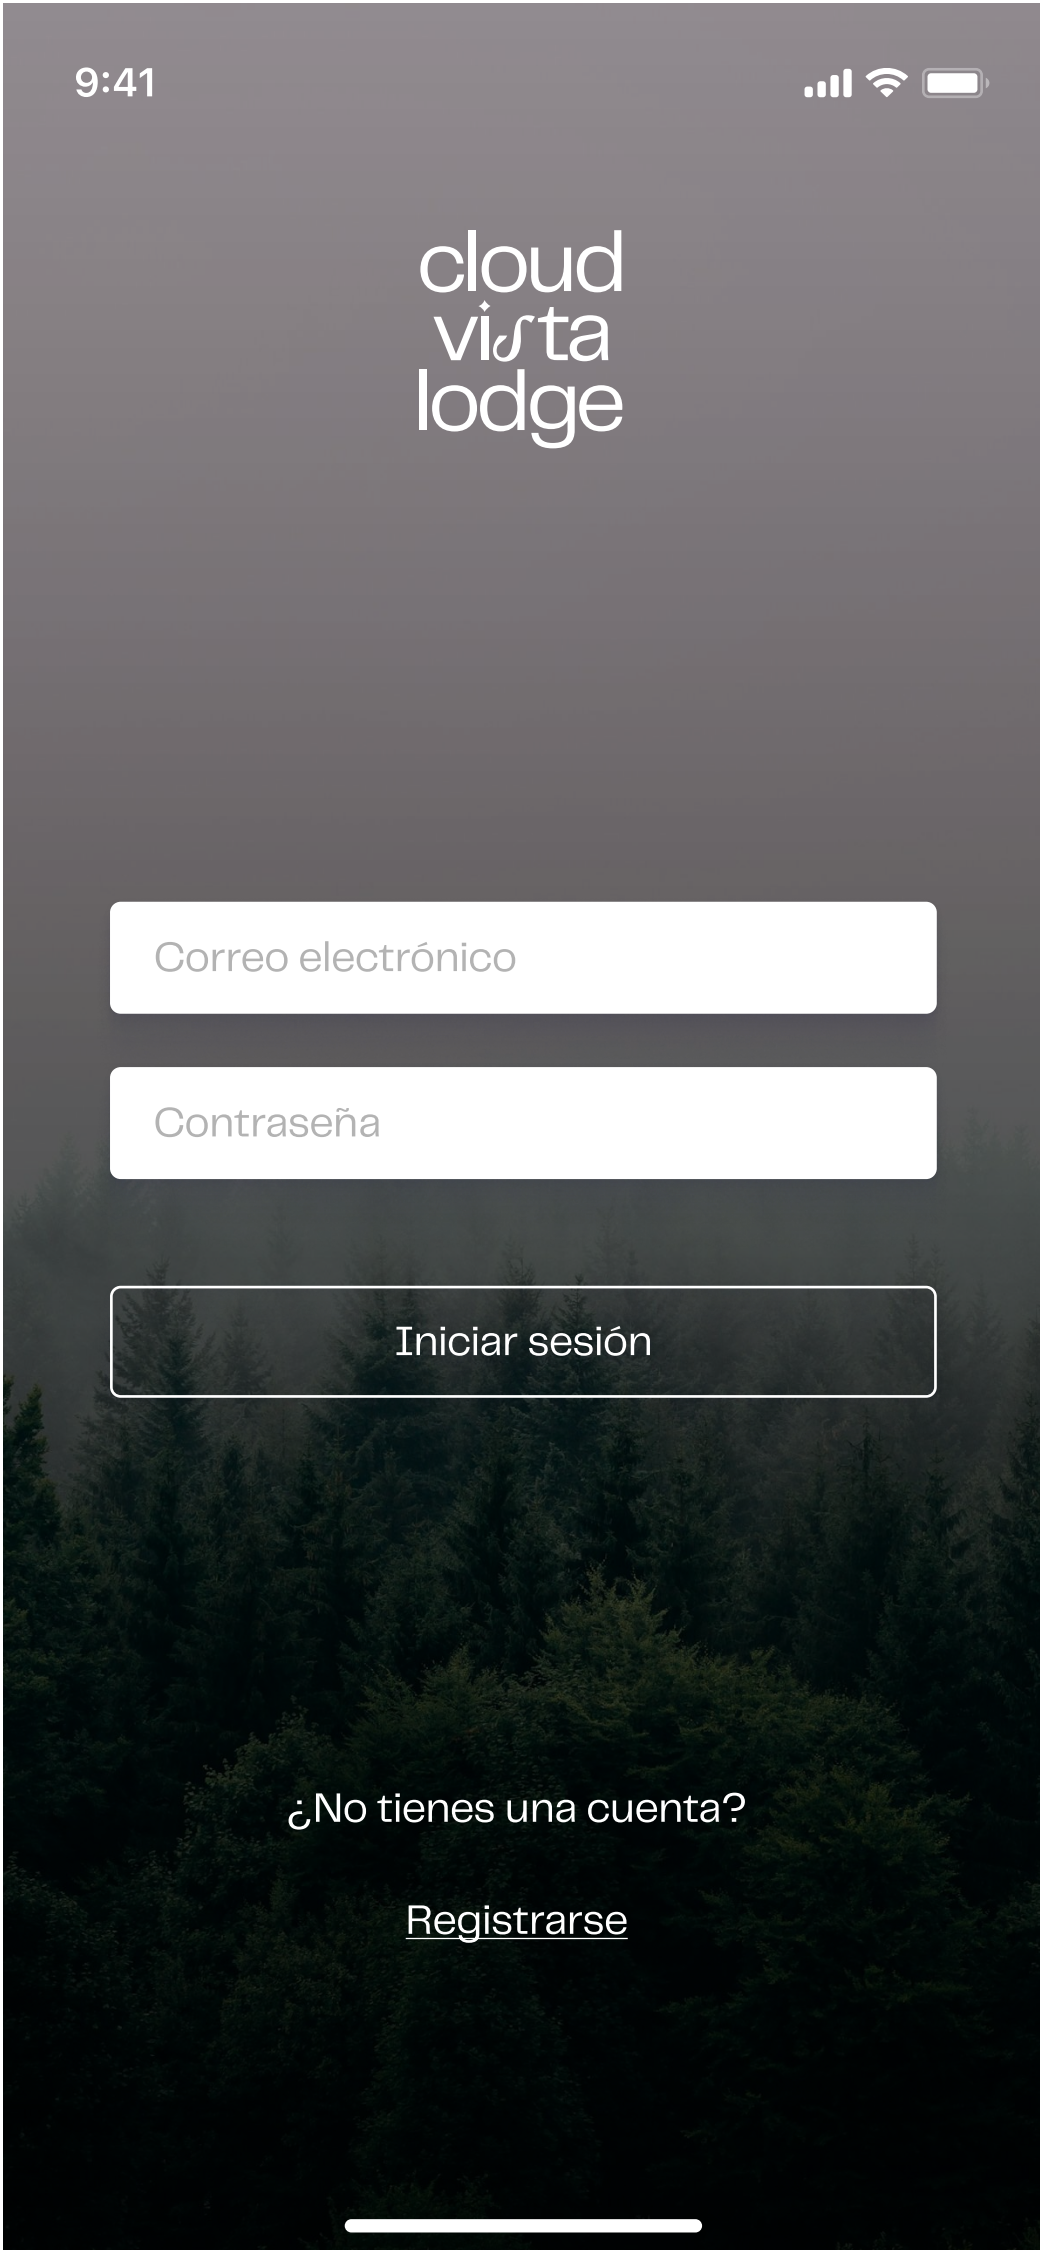 9:41
cloud
vista
lodge
Correo electrónico
Contraseña
Iniciar sesión
¿No tienes una cuenta?
Registrarse